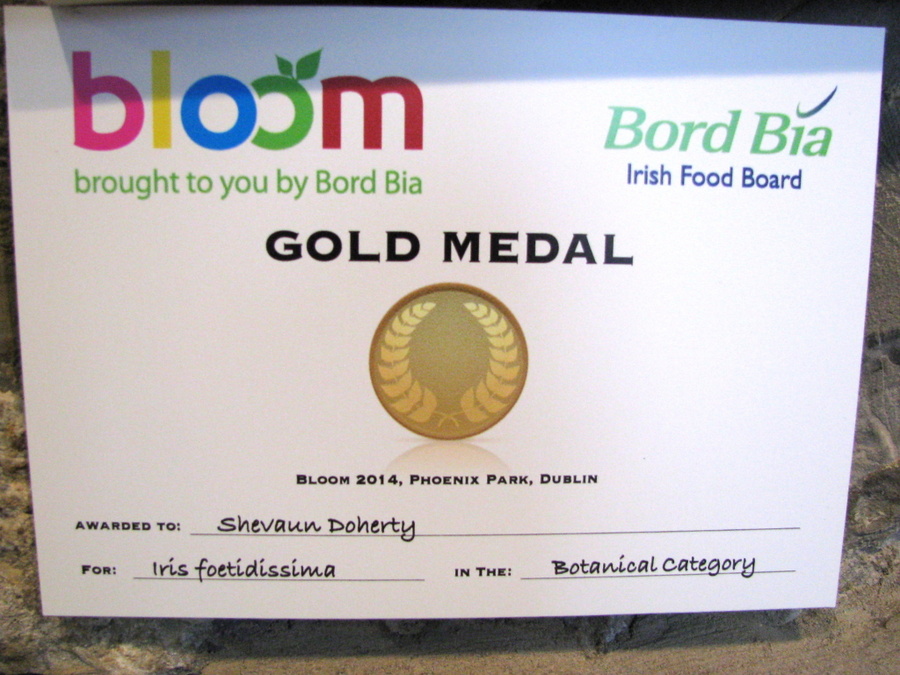 bloom
brought to you by Bord Bia
Bord Bia
Irish Food Board
GOLD MEDAL
BLOOM 2014, PHOENIX PARK, DUBLIN
AWARDED TO: Shevaun Doherty
FOR: Iris foetidissima IN THE: Botanical Category